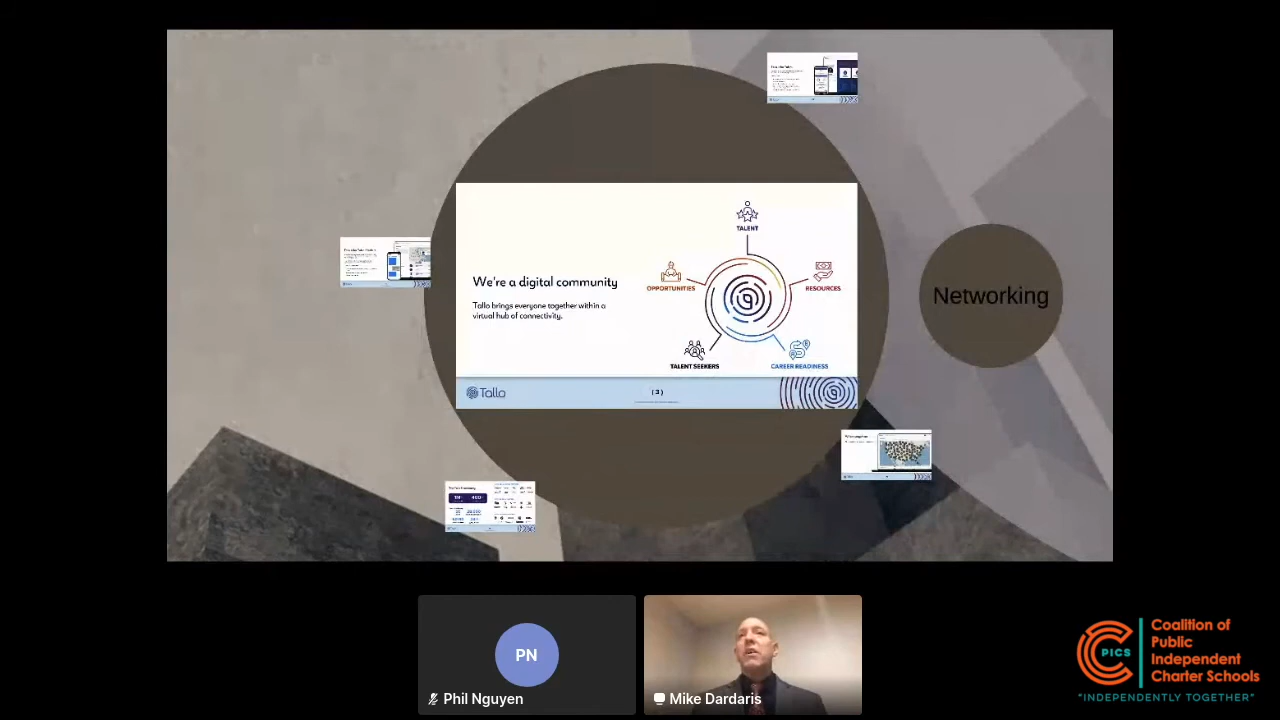 We're a digital community
Tallo brings everyone together within a
virtual hub of connectivity.
TALENT
OPPORTUNITIES
RESOURCES
TALENT SEEKERS
CAREER READINESS
Tallo
(3)
Networking
PN
Phil Nguyen
Mike Dardaris
PICS
Coalition of
Public
Independent
Charter Schools
"INDEPENDENTLY TOGETHER"